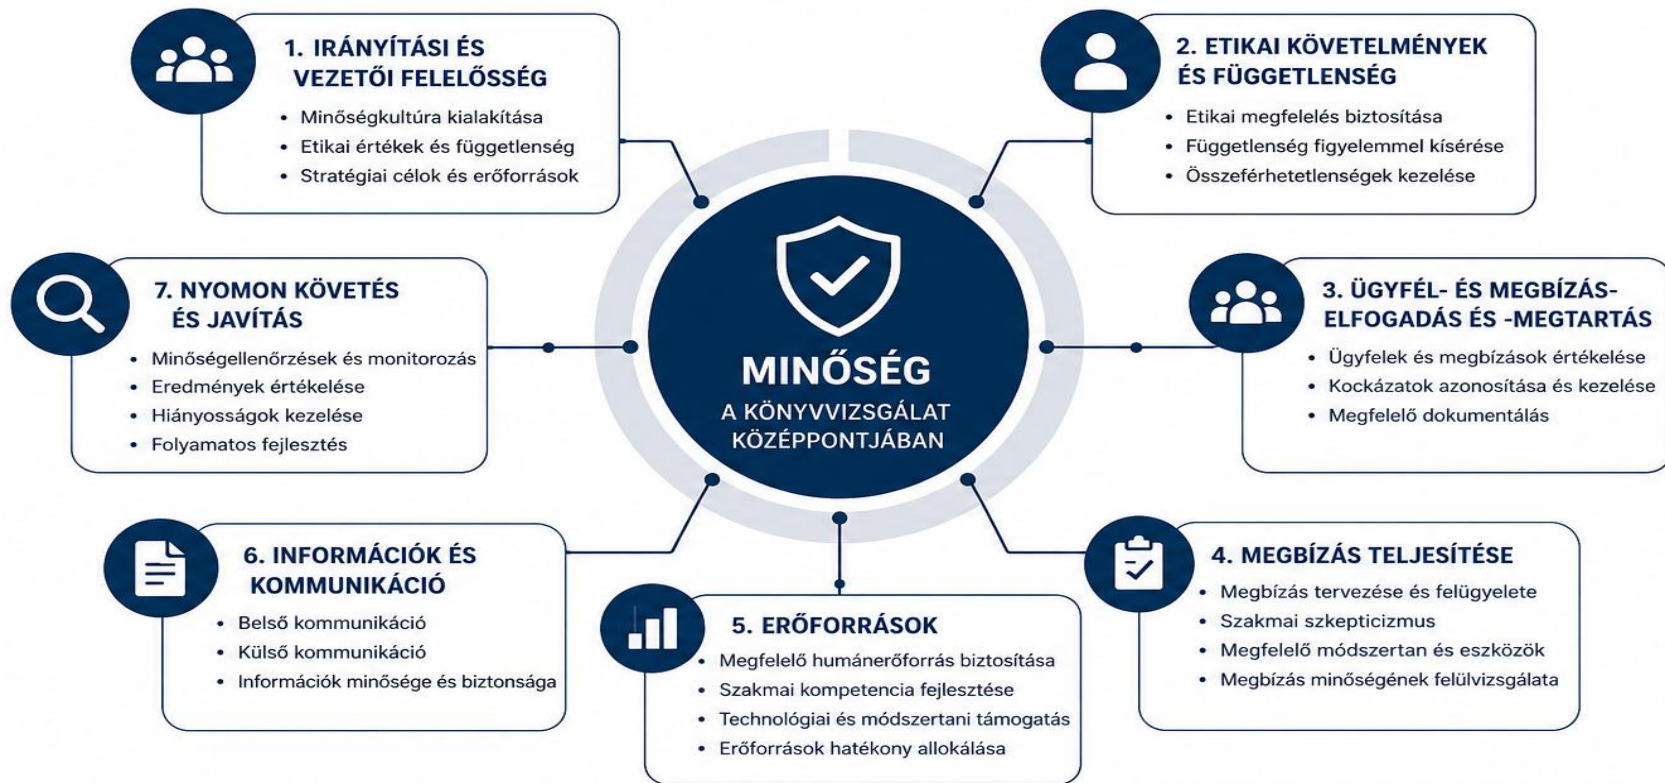 1. IRÁNYÍTÁSI ÉS
VEZETŐI FELELŐSSÉG
• Minőségkultúra kialakítása
• Etikai értékek és függetlenség
• Stratégiai célok és erőforrások
2. ETIKAI KÖVETELMÉNYEK
ÉS FÜGGETLENSÉG
• Etikai megfelelés biztosítása
• Függetlenség figyelemmel kísérése
• Összeférhetetlenségek kezelése
MINŐSÉG
A KÖNYVVIZSGÁLAT
KÖZÉPPONTJÁBAN
3. ÜGYFÉL- ÉS MEGBÍZÁS-
ELFOGADÁS ÉS -MEGTARTÁS
• Ügyfelek és megbízások értékelése
• Kockázatok azonosítása és kezelése
• Megfelelő dokumentálás
4. MEGBÍZÁS TELJESÍTÉSE
• Megbízás tervezése és felügyelete
• Szakmai szkepticizmus
• Megfelelő módszertan és eszközök
• Megbízás minőségének felülvizsgálata
5. ERŐFORRÁSOK
• Megfelelő humánerőforrás biztosítása
• Szakmai kompetencia fejlesztése
• Technológiai és módszertani támogatás
• Erőforrások hatékony allokálása
6. INFORMÁCIÓK ÉS
KOMMUNIKÁCIÓ
• Belső kommunikáció
• Külső kommunikáció
• Információk minősége és biztonsága
7. NYOMON KÖVETÉS
ÉS JAVÍTÁS
• Minőségellenőrzések és monitorozás
• Eredmények értékelése
• Hiányosságok kezelése
• Folyamatos fejlesztés